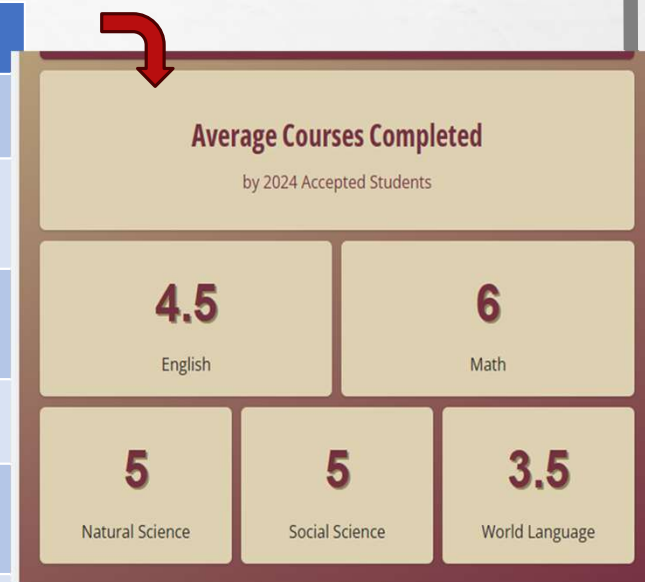 Average Courses Completed
by 2024 Accepted Students
4.5
English
6
Math
5
Natural Science
5
Social Science
3.5
World Language